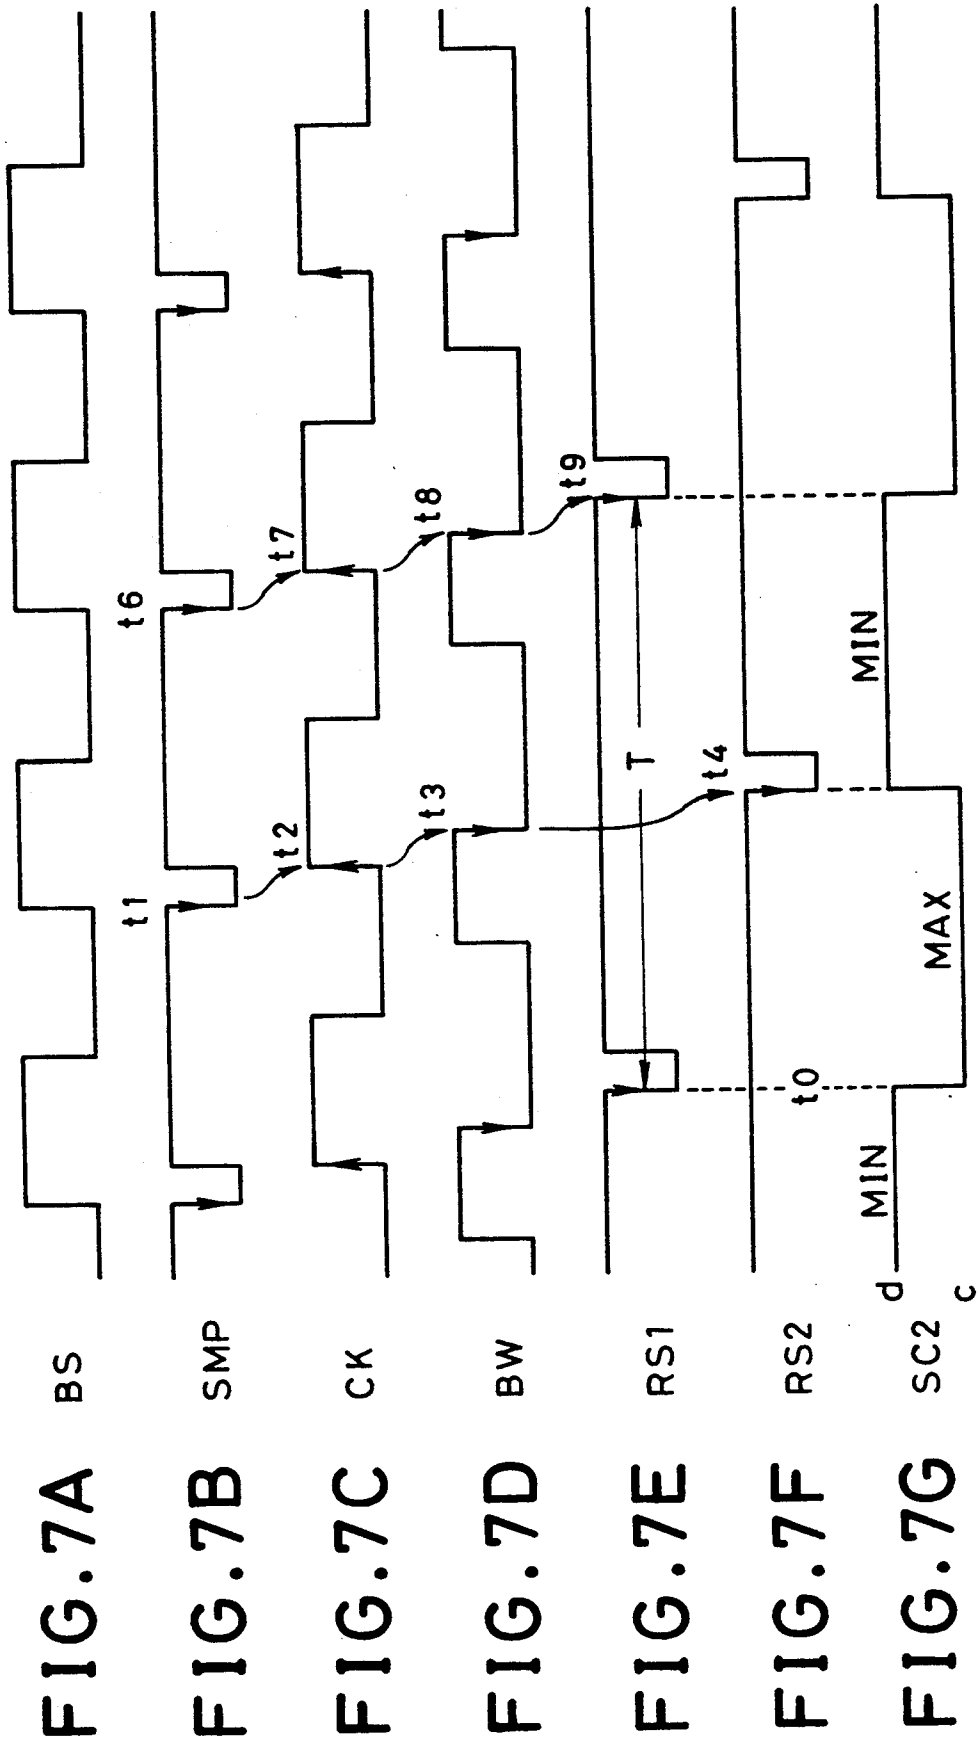 FIG.7A BS
FIG.7B SMP
t1
t6
FIG.7C CK
t2
t7
FIG.7D BW
t3
t8
FIG.7E RS1
T
t9
FIG.7F RS2
t0
t4
FIG.7G SC2
d
c
MIN
MAX
MIN